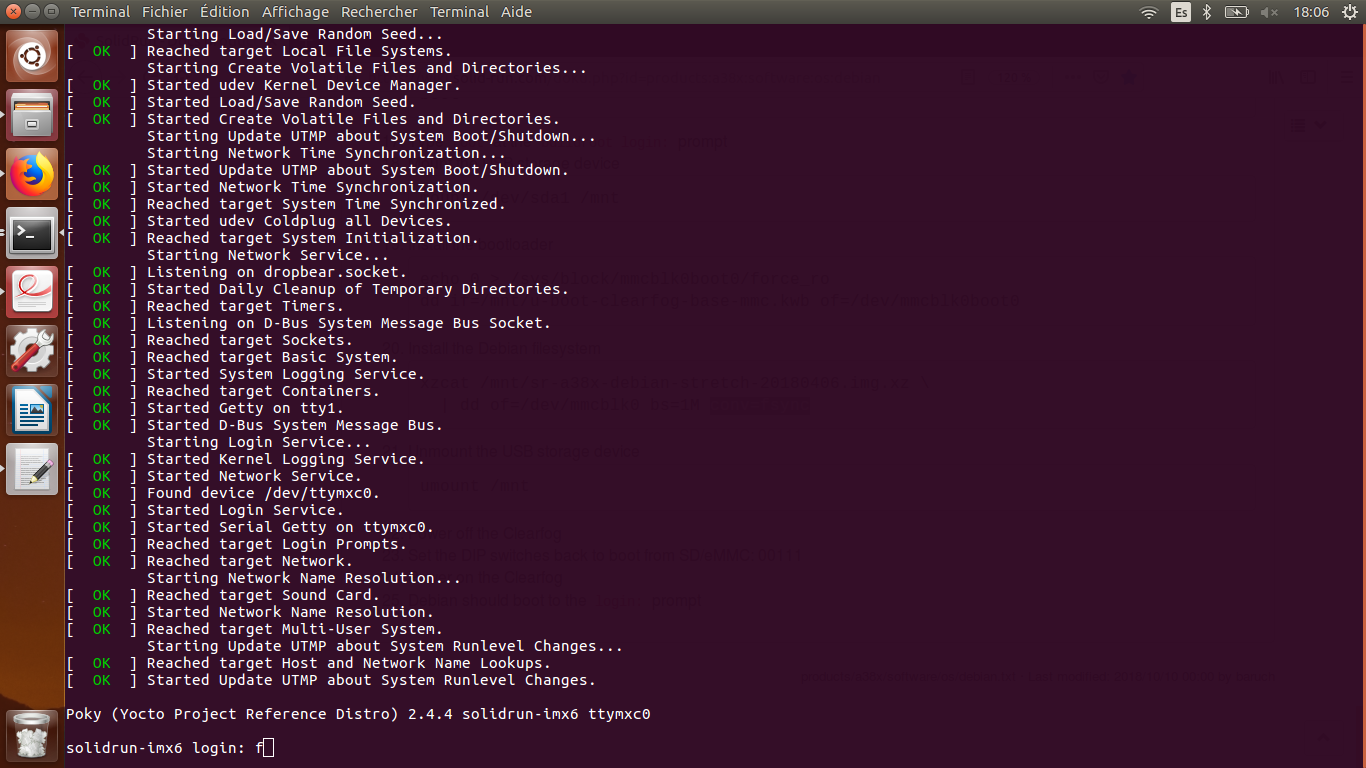 Terminal Fichier Édition Affichage Rechercher Terminal Aide Es 18:06
Starting Load/Save Random Seed...
[ OK ] Reached target Local File Systems.
Starting Create Volatile Files and Directories...
[ OK ] Started udev Kernel Device Manager.
[ OK ] Started Load/Save Random Seed.
[ OK ] Started Create Volatile Files and Directories.
Starting Update UTMP about System Boot/Shutdown...
Starting Network Time Synchronization...
[ OK ] Started Update UTMP about System Boot/Shutdown.
[ OK ] Started Network Time Synchronization.
[ OK ] Reached target System Time Synchronized.
[ OK ] Started udev Coldplug all Devices.
[ OK ] Reached target System Initialization.
Starting Network Service...
[ OK ] Listening on dropbear.socket.
[ OK ] Started Daily Cleanup of Temporary Directories.
[ OK ] Reached target Timers.
[ OK ] Listening on D-Bus System Message Bus Socket.
[ OK ] Reached target Sockets.
[ OK ] Reached target Basic System.
[ OK ] Started System Logging Service.
[ OK ] Reached target Containers.
[ OK ] Started Getty on tty1.
[ OK ] Started D-Bus System Message Bus.
Starting Login Service...
[ OK ] Started Kernel Logging Service.
[ OK ] Started Network Service.
[ OK ] Found device /dev/ttymxc0.
[ OK ] Started Login Service.
[ OK ] Started Serial Getty on ttymxc0.
[ OK ] Reached target Login Prompts.
[ OK ] Reached target Network.
Starting Network Name Resolution...
[ OK ] Reached target Sound Card.
[ OK ] Started Network Name Resolution.
[ OK ] Reached target Multi-User System.
Starting Update UTMP about System Runlevel Changes...
[ OK ] Reached target Host and Network Name Lookups.
[ OK ] Started Update UTMP about System Runlevel Changes.
Poky (Yocto Project Reference Distro) 2.4.4 solidrun-imx6 ttymxc0
solidrun-imx6 login: f